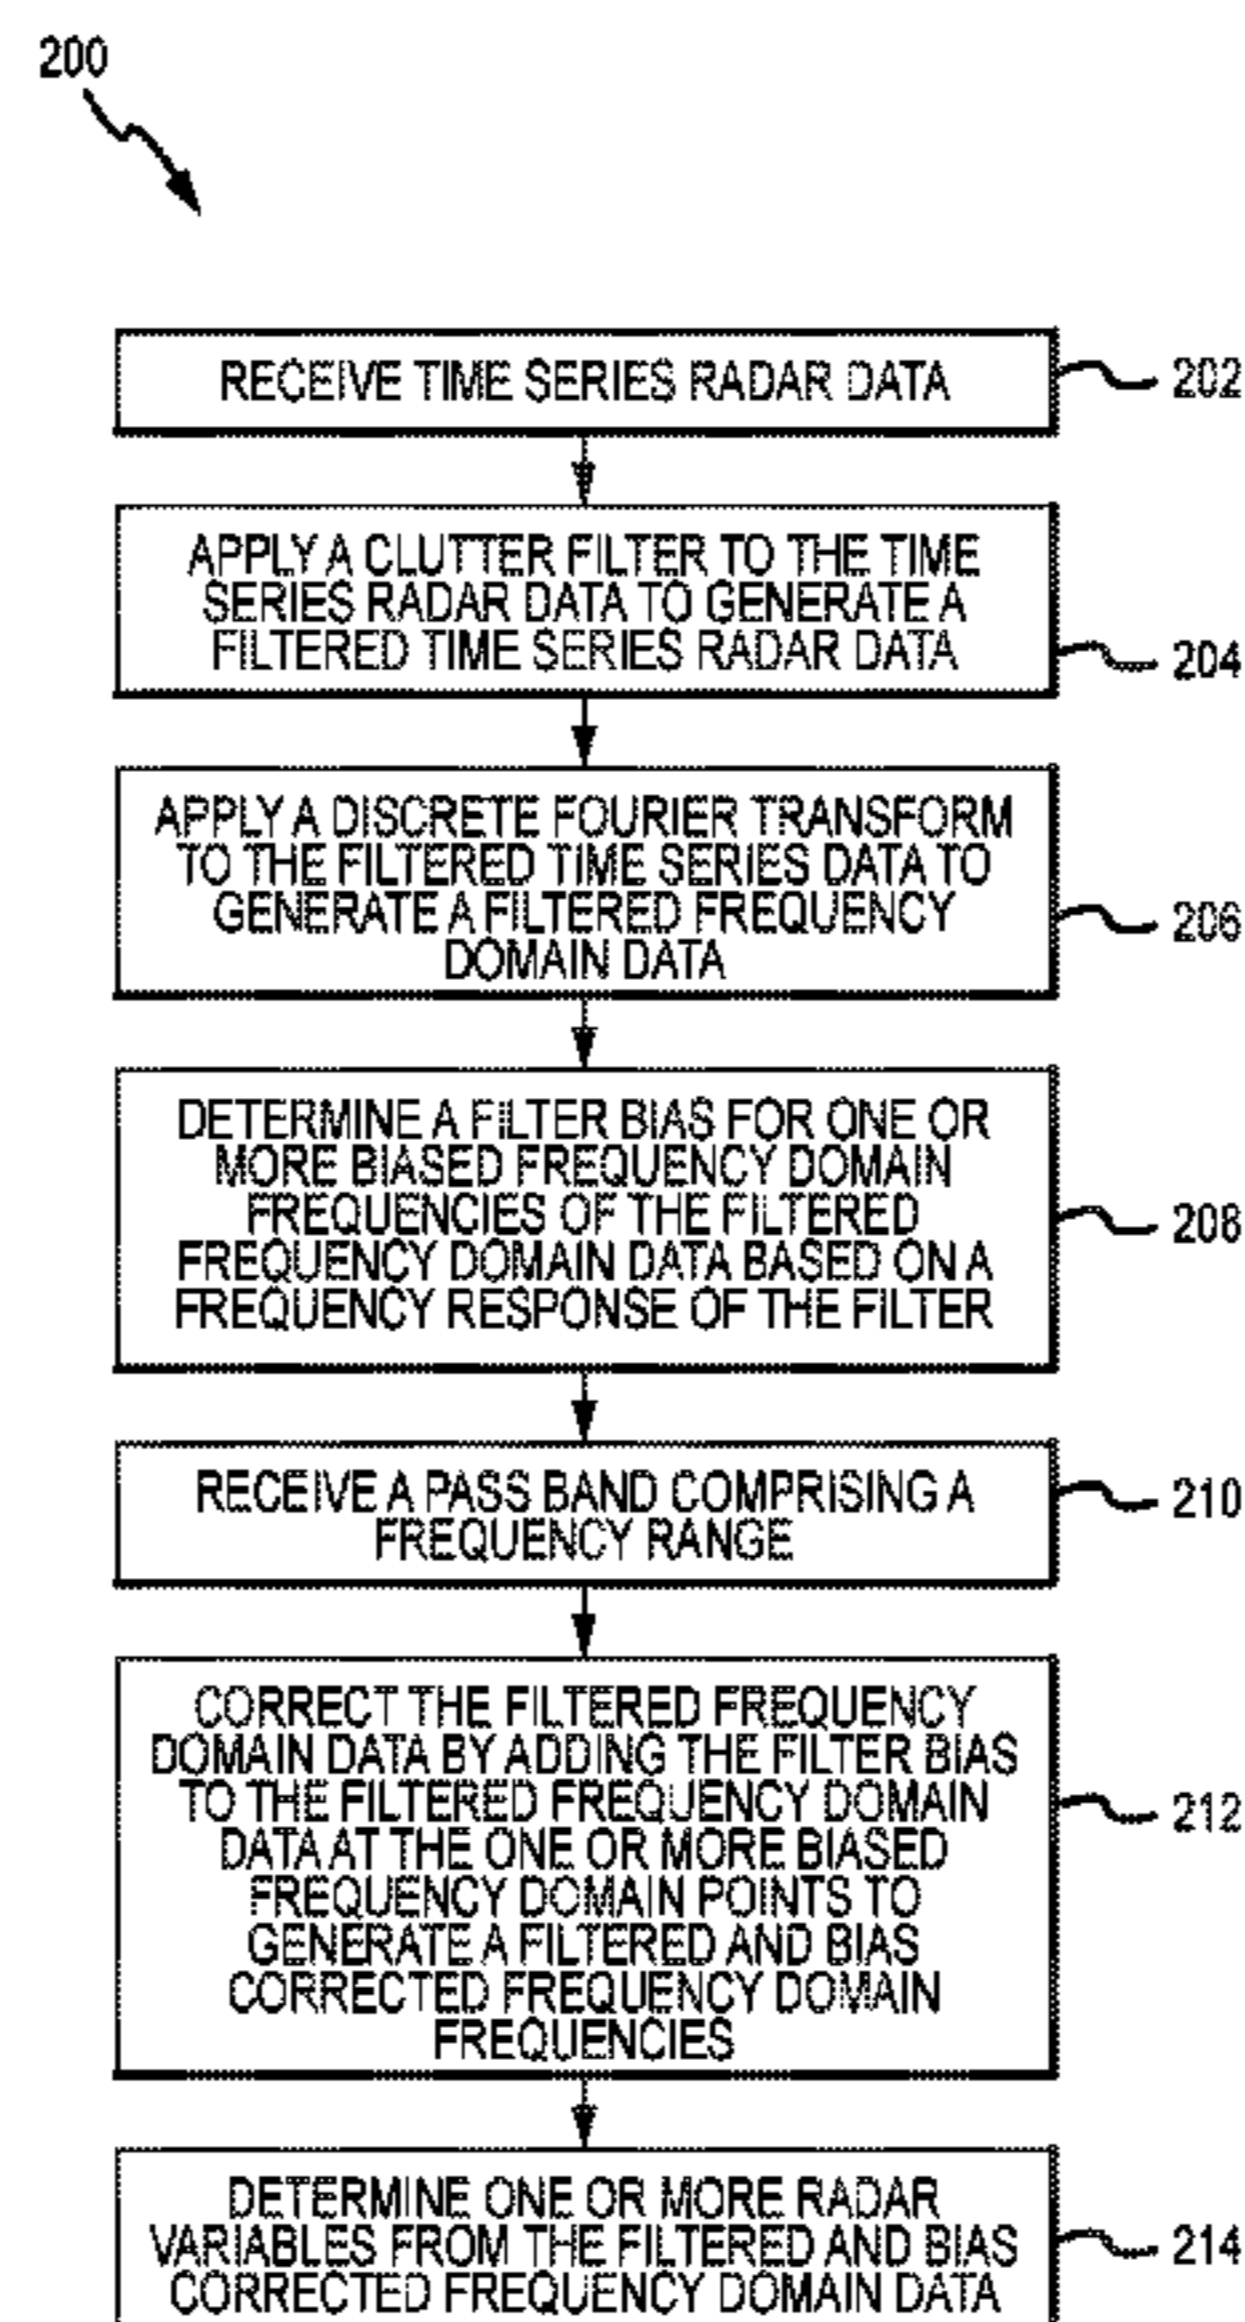 200
RECEIVE TIME SERIES RADAR DATA
202
APPLY A CLUTTER FILTER TO THE TIME
SERIES RADAR DATA TO GENERATE A
FILTERED TIME SERIES RADAR DATA
204
APPLY A DISCRETE FOURIER TRANSFORM
TO THE FILTERED TIME SERIES DATA TO
GENERATE A FILTERED FREQUENCY
DOMAIN DATA
206
DETERMINE A FILTER BIAS FOR ONE OR
MORE BIASED FREQUENCY DOMAIN
FREQUENCIES OF THE FILTERED
FREQUENCY DOMAIN DATA BASED ON A
FREQUENCY RESPONSE OF THE FILTER
208
RECEIVE A PASS BAND COMPRISING A
FREQUENCY RANGE
210
CORRECT THE FILTERED FREQUENCY
DOMAIN DATA BY ADDING THE FILTER BIAS
TO THE FILTERED FREQUENCY DOMAIN
DATA AT THE ONE OR MORE BIASED
FREQUENCY DOMAIN POINTS TO
GENERATE A FILTERED AND BIAS
CORRECTED FREQUENCY DOMAIN
FREQUENCIES
212
DETERMINE ONE OR MORE RADAR
VARIABLES FROM THE FILTERED AND BIAS
CORRECTED FREQUENCY DOMAIN DATA
214